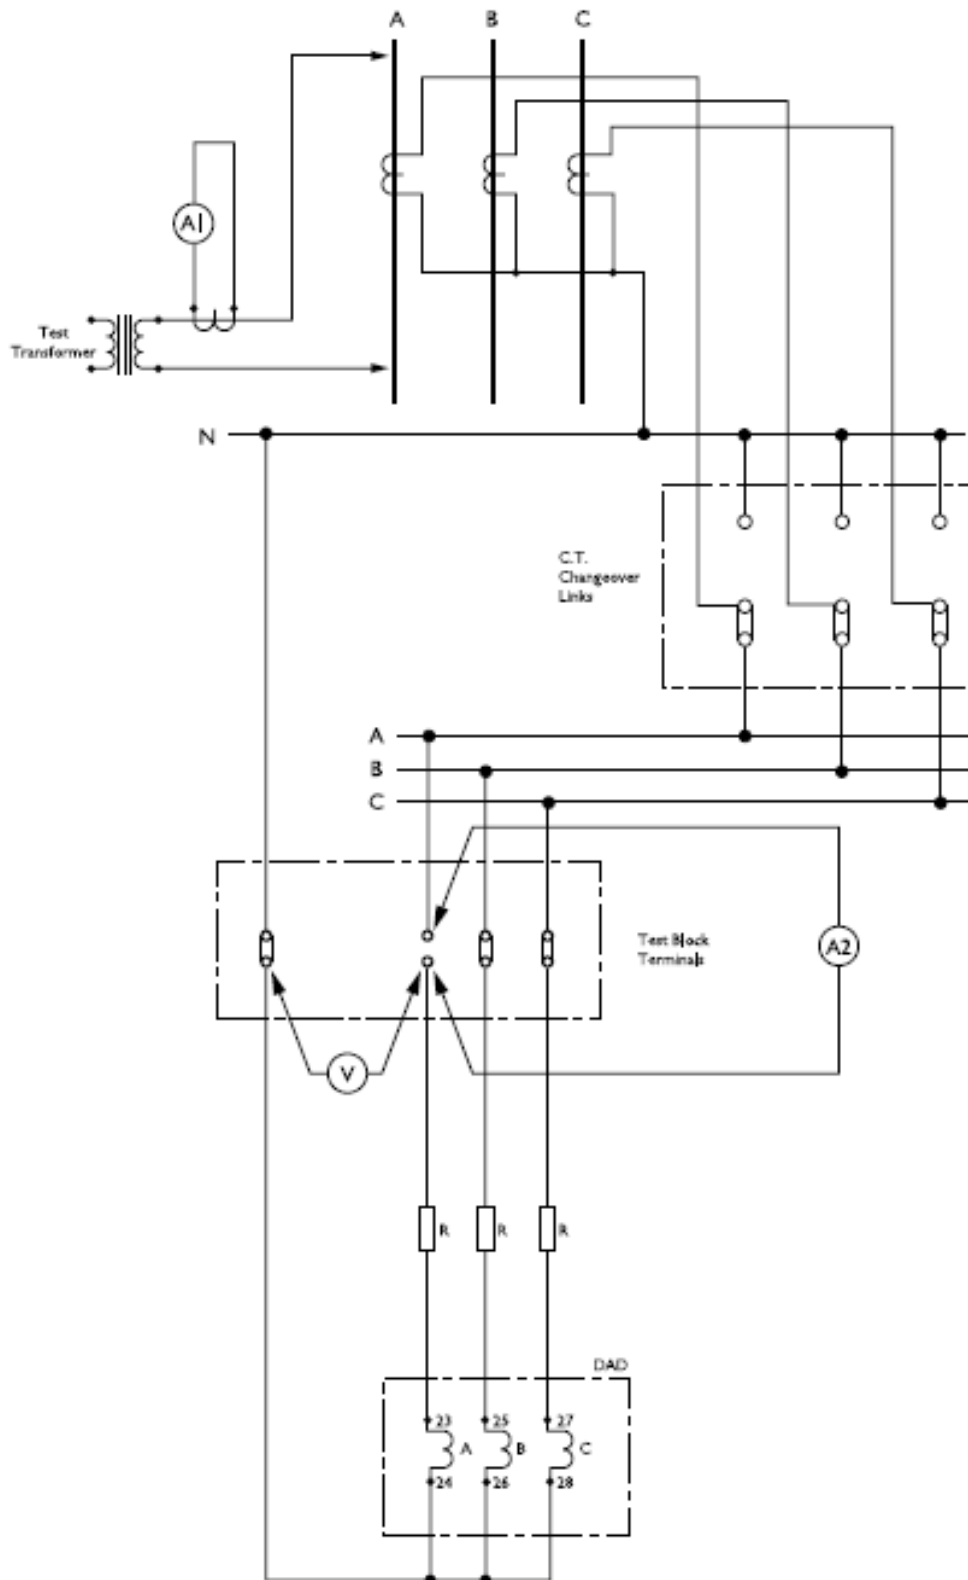 A B C
A1
Test
Transformer
N
C.T.
Changeover
Links
A
B
C
Test Block
Terminals
A2
V
R R R
DAD
23 25 27
A B C
24 26 28